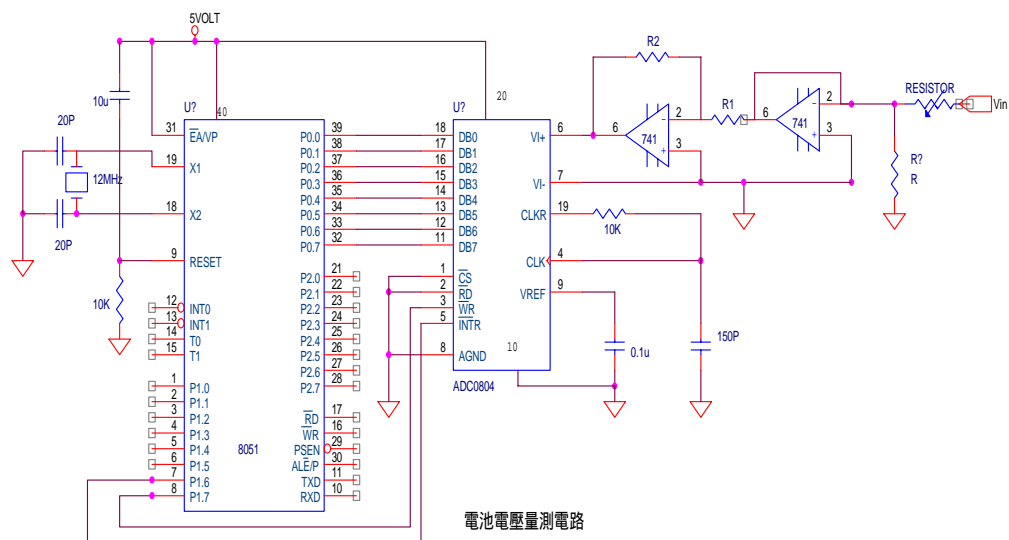 5VOLT
10u
U?
40
20P
31
EA/VP
19
X1
12MHz
18
X2
20P
9
RESET
10K
12
INT0
13
INT1
14
T0
15
T1
1
P1.0
2
P1.1
3
P1.2
4
P1.3
5
P1.4
6
P1.5
7
P1.6
8
P1.7
P0.0
39
P0.1
38
P0.2
37
P0.3
36
P0.4
35
P0.5
34
P0.6
33
P0.7
32
P2.0
21
P2.1
22
P2.2
23
P2.3
24
P2.4
25
P2.5
26
P2.6
27
P2.7
28
RD
17
WR
16
PSEN
29
ALE/P
30
TXD
11
RXD
10
8051
U?
20
18
DB0
17
DB1
16
DB2
15
DB3
14
DB4
13
DB5
12
DB6
11
DB7
1
CS
2
RD
3
WR
5
INTR
8
AGND
VI+
6
VI-
7
CLKR
19
CLK
4
VREF
9
10
ADC0804
10K
0.1u
150P
R2
6
741
2
-
3
+
R1
6
741
2
-
3
+
RESISTOR
Vin
R?
R
電池電壓量測電路